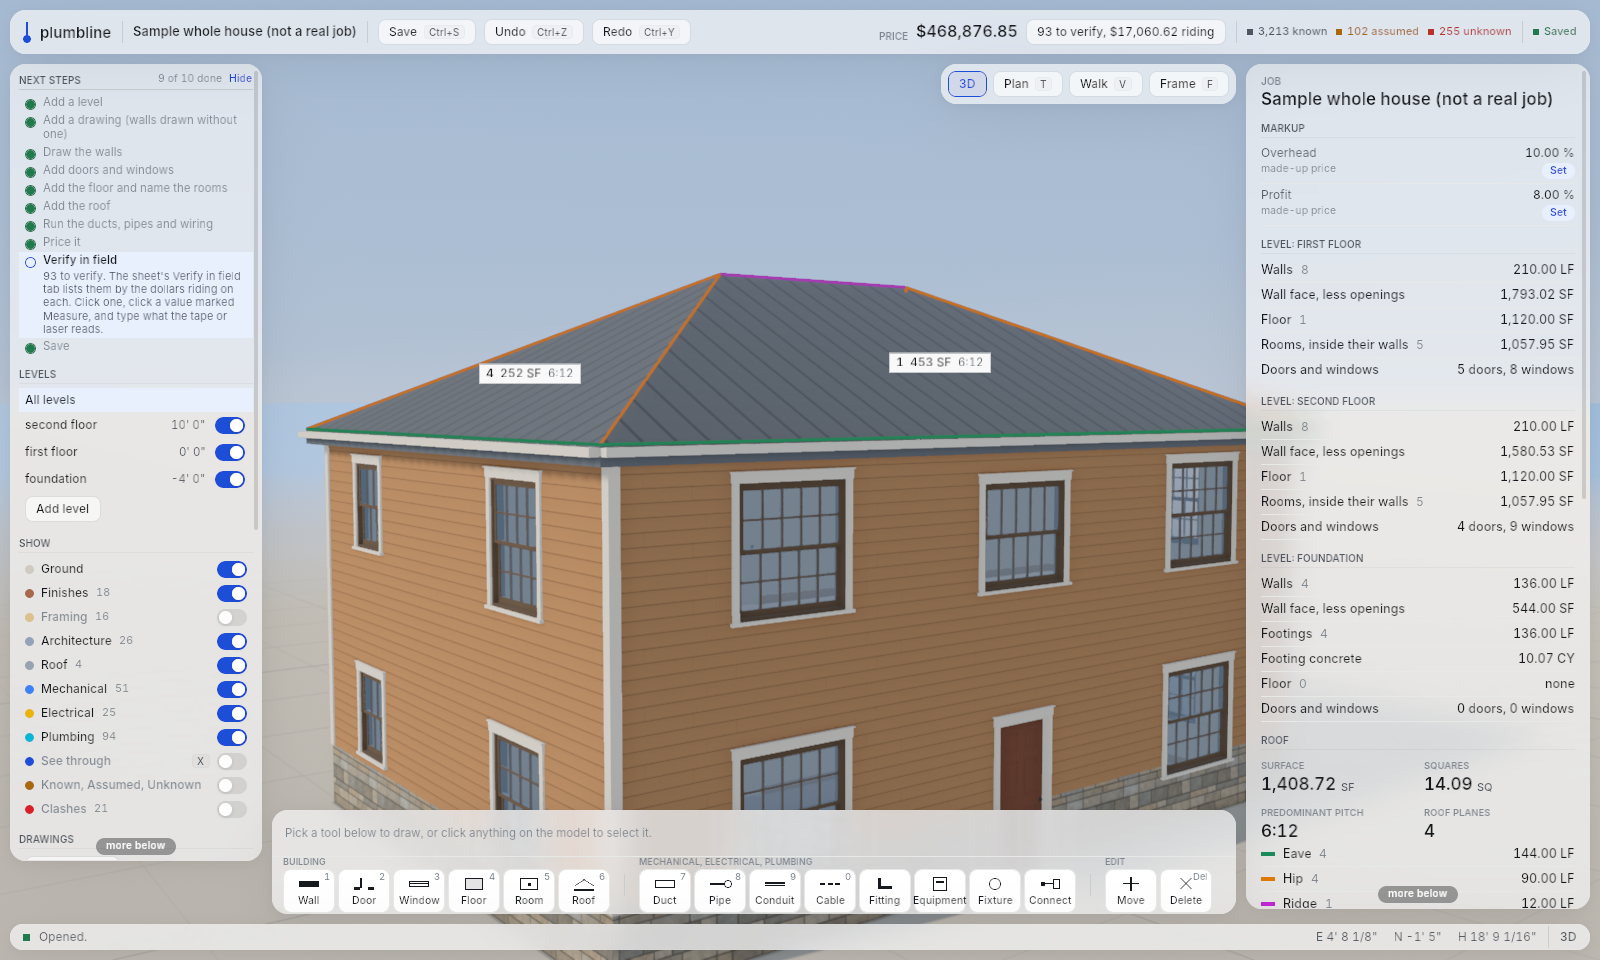 plumbline
Sample whole house (not a real job)
Save Ctrl+S
Undo Ctrl+Z
Redo Ctrl+Y
PRICE $468,876.85
93 to verify, $17,060.62 riding
3,213 known
102 assumed
255 unknown
Saved
NEXT STEPS 9 of 10 done Hide
Add a level
Add a drawing (walls drawn without
one)
Draw the walls
Add doors and windows
Add the floor and name the rooms
Add the roof
Run the ducts, pipes and wiring
Price it
Verify in field
93 to verify. The sheet's Verify in field
tab lists them by the dollars riding on
each. Click one, click a value marked
Measure, and type what the tape or
laser reads.
Save
LEVELS
All levels
second floor 10' 0"
first floor 0' 0"
foundation -4' 0"
Add level
SHOW
Ground
Finishes 18
Framing 16
Architecture 26
Roof 4
Mechanical 51
Electrical 25
Plumbing 94
See through X
Known, Assumed, Unknown
Clashes 21
DRAWINGS
more below
3D
Plan T
Walk V
Frame F
4 252 SF 6:12
1 453 SF 6:12
Pick a tool below to draw, or click anything on the model to select it.
BUILDING
Wall 1
Door 2
Window 3
Floor 4
Room 5
Roof 6
MECHANICAL, ELECTRICAL, PLUMBING
Duct 7
Pipe 8
Conduit 9
Cable 0
Fitting
Equipment
Fixture
Connect
EDIT
Move
Delete Del
JOB
Sample whole house (not a real job)
MARKUP
Overhead 10.00 %
made-up price Set
Profit 8.00 %
made-up price Set
LEVEL: FIRST FLOOR
Walls 8 210.00 LF
Wall face, less openings 1,793.02 SF
Floor 1 1,120.00 SF
Rooms, inside their walls 5 1,057.95 SF
Doors and windows 5 doors, 8 windows
LEVEL: SECOND FLOOR
Walls 8 210.00 LF
Wall face, less openings 1,580.53 SF
Floor 1 1,120.00 SF
Rooms, inside their walls 5 1,057.95 SF
Doors and windows 4 doors, 9 windows
LEVEL: FOUNDATION
Walls 4 136.00 LF
Wall face, less openings 544.00 SF
Footings 4 136.00 LF
Footing concrete 10.07 CY
Floor 0 none
Doors and windows 0 doors, 0 windows
ROOF
SURFACE SQUARES
1,408.72 SF 14.09 SQ
PREDOMINANT PITCH ROOF PLANES
6:12 4
Eave 4 144.00 LF
Hip 4 90.00 LF
Ridge 1 12.00 LF
more below
Opened.
E 4' 8 1/8" N -1' 5" H 18' 9 1/16" 3D